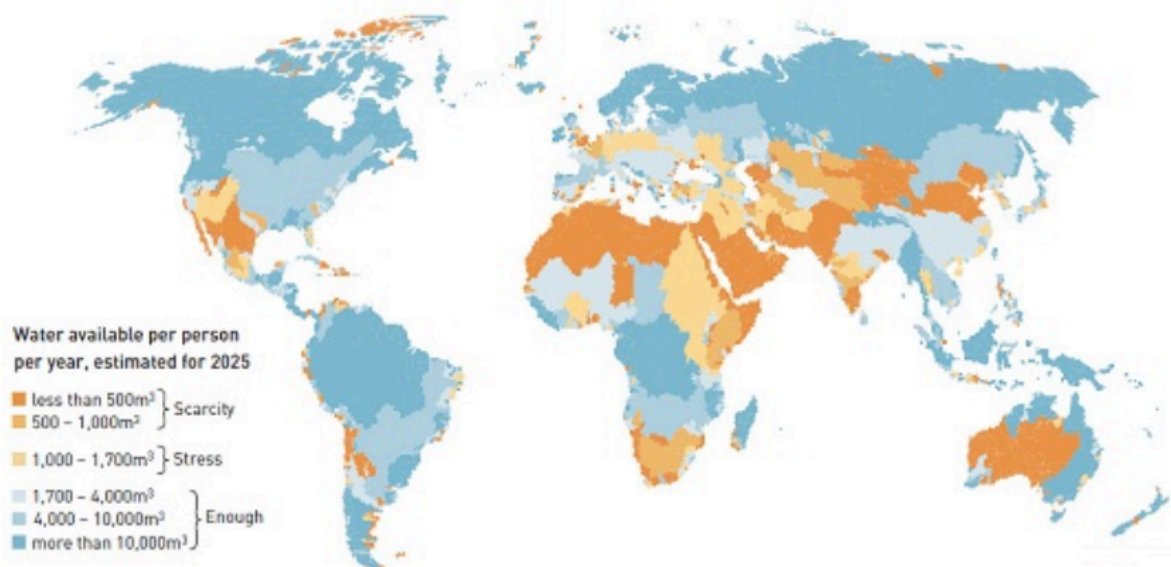 Water available per person
per year, estimated for 2025
less than 500m³
500 – 1,000m³
Scarcity
1,000 – 1,700m³
Stress
1,700 – 4,000m³
4,000 – 10,000m³
more than 10,000m³
Enough